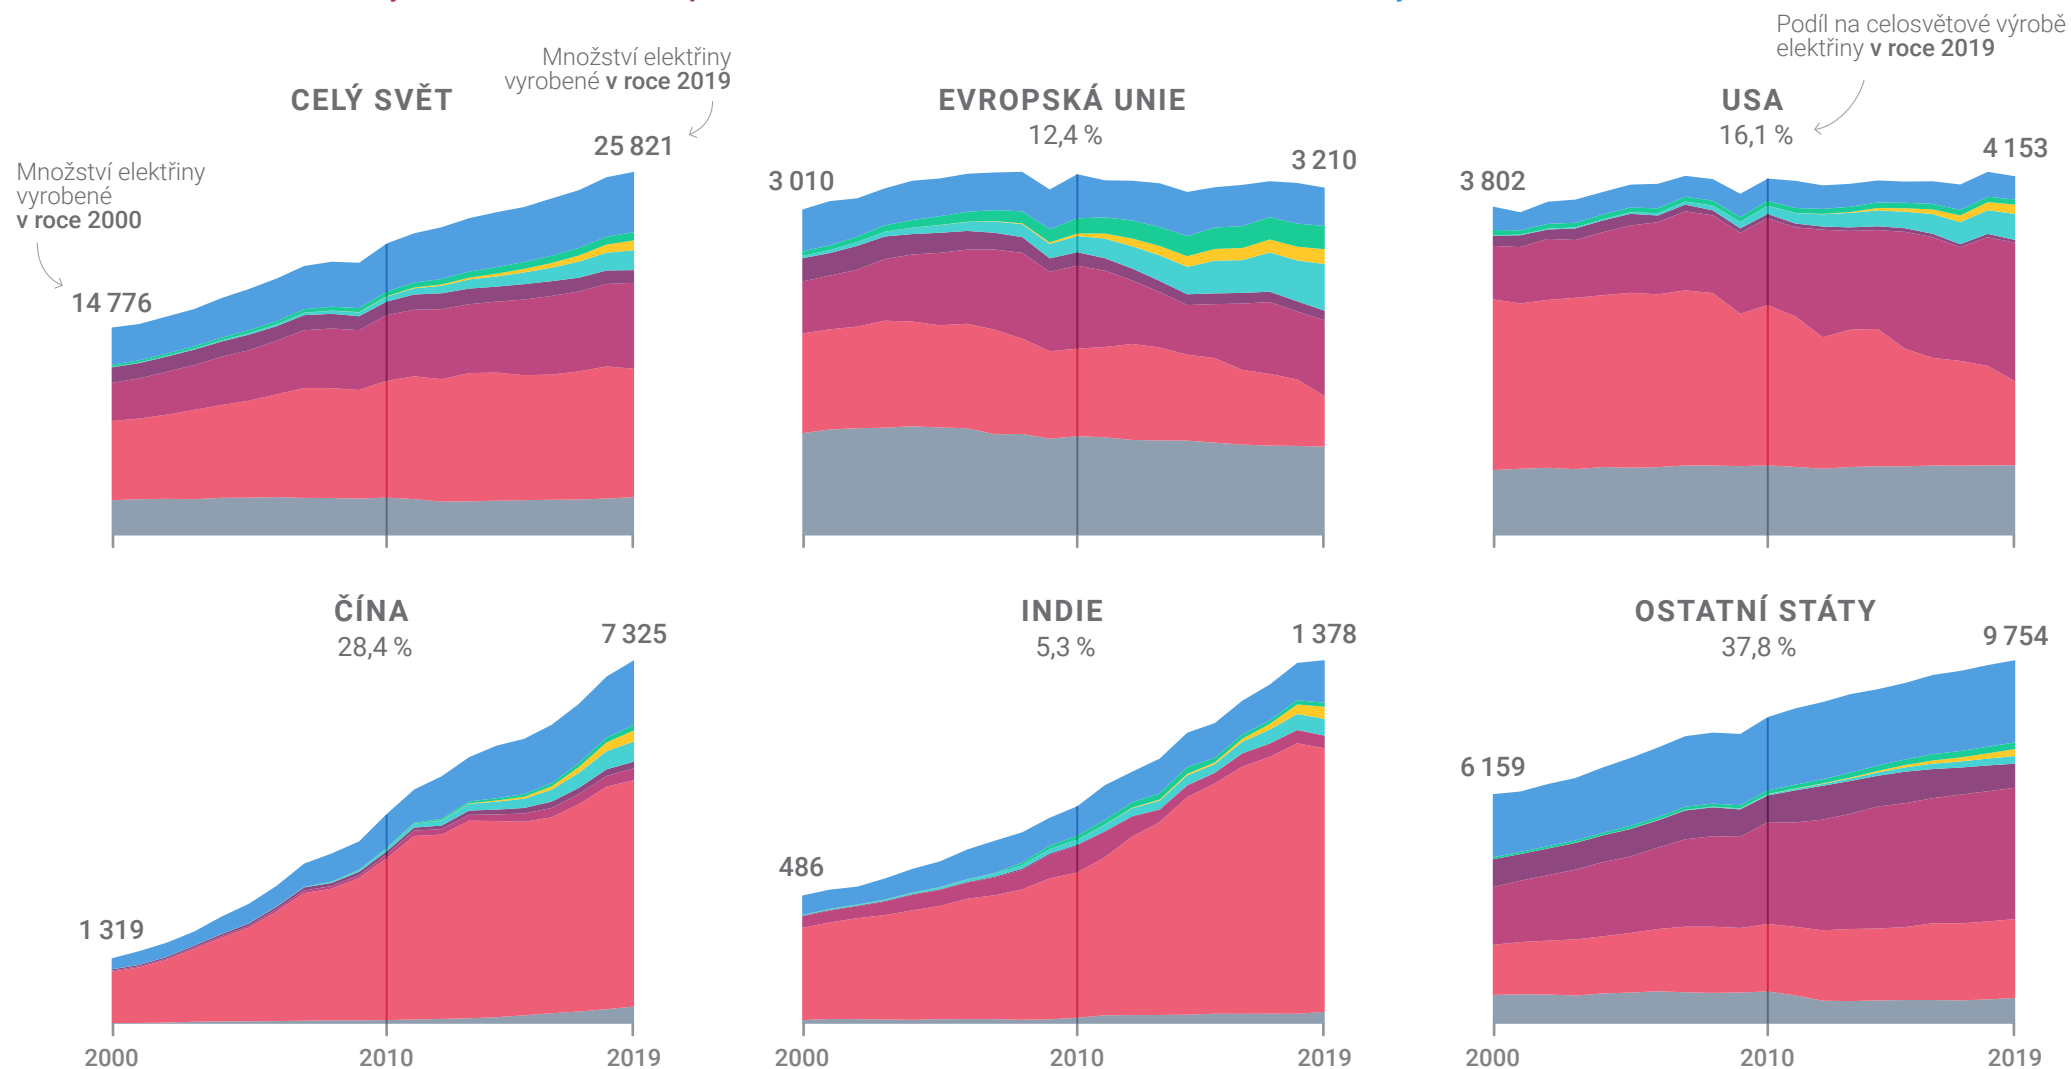 Podíl na celosvětové výrobě
elektřiny v roce 2019
Množství elektřiny
vyrobené v roce 2019
CELÝ SVĚT
25 821
Množství elektřiny
vyrobené
v roce 2000
14 776
EVROPSKÁ UNIE
12,4 %
3 010
3 210
USA
16,1 %
3 802
4 153
ČÍNA
28,4 %
7 325
1 319
INDIE
5,3 %
1 378
486
OSTATNÍ STÁTY
37,8 %
9 754
6 159
2000 2010 2019
2000 2010 2019
2000 2010 2019